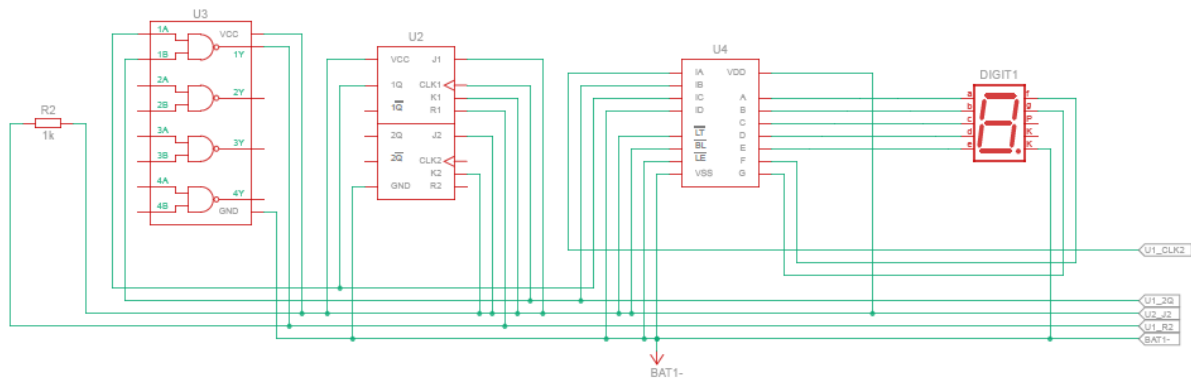 U3
1A
VCC
1B
1Y
2A
2Y
2B
3A
3Y
3B
4A
4Y
4B
GND
R2
1k
U2
VCC
J1
1Q
CLK1
K1
1Q
R1
2Q
J2
2Q
CLK2
K2
GND
R2
U4
IA
VDD
IB
IC
A
ID
B
C
LT
D
BL
E
LE
F
VSS
G
DIGIT1
a
f
b
g
c
P
d
K
e
K
U1_CLK2
U1_2Q
U2_J2
U1_R2
BAT1-
BAT1-